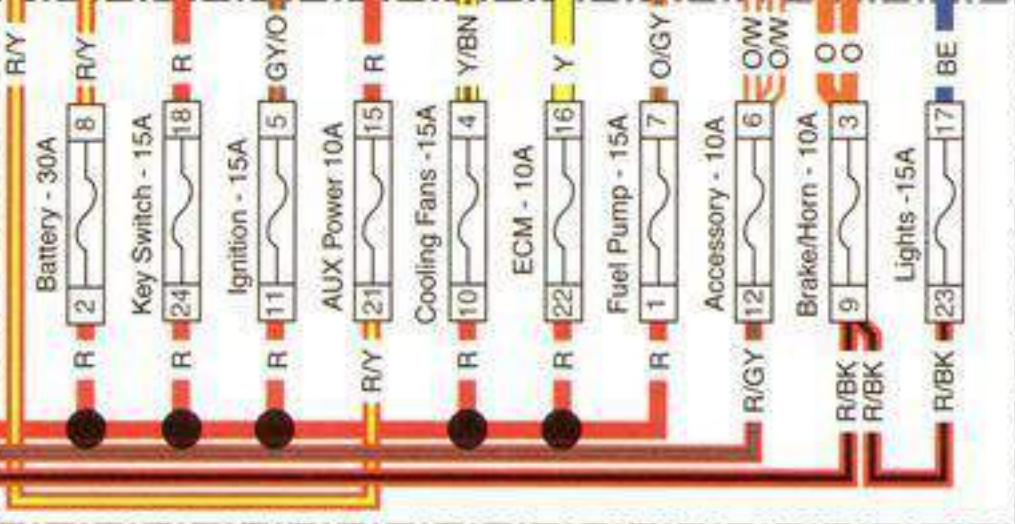 R/Y
R/Y
R
GY/O
R
Y/BN
Y
O/GY
O/W
O/W
O
O
BE
8
18
5
15
4
16
7
6
3
17
Battery - 30A
Key Switch - 15A
Ignition - 15A
AUX Power 10A
Cooling Fans -15A
ECM - 10A
Fuel Pump - 15A
Accessory - 10A
Brake/Horn - 10A
Lights -15A
2
24
11
21
10
22
1
12
9
23
R
R
R
R/Y
R
R
R
R/GY
R/BK
R/BK
R/BK